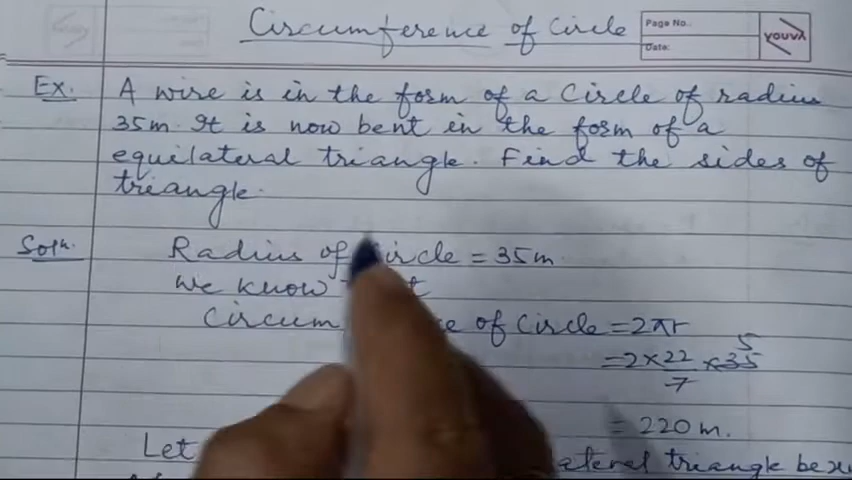 Circumference of Circle
Page No.
Date:
youva
Ex. A wire is in the form of a Circle of radius
35m. It is now bent in the form of a
equilateral triangle. Find the sides of
triangle.
Soln. Radius of Circle = 35m.
We know
Circum of Circle = 2πr
= 2 × 22/7 × 35 5
= 220 m.
Let triangle be x